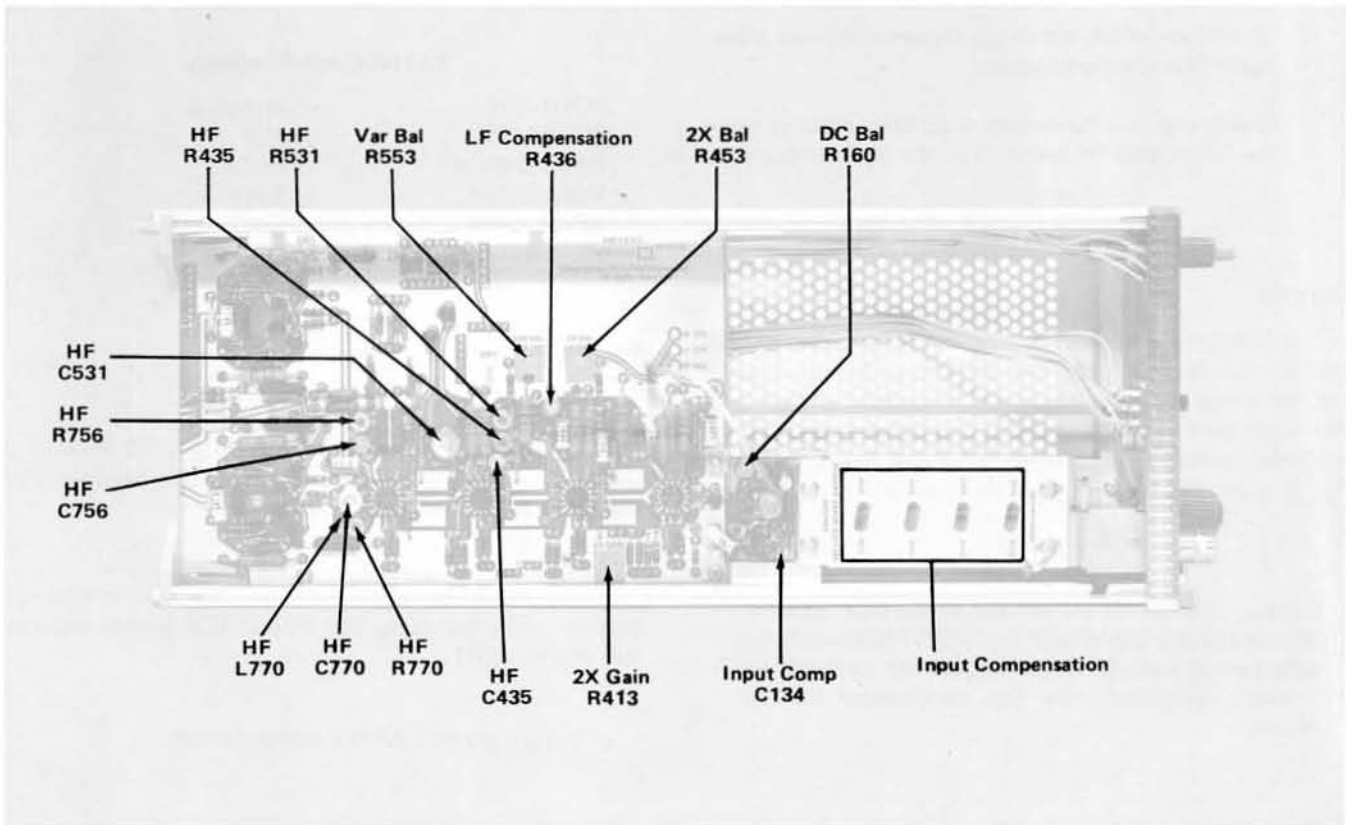 HF
R435
HF
R531
Var Bal
R553
LF Compensation
R436
2X Bal
R453
DC Bal
R160
HF
C531
HF
R756
HF
C756
HF
L770
HF
C770
HF
R770
HF
C435
2X Gain
R413
Input Comp
C134
Input Compensation